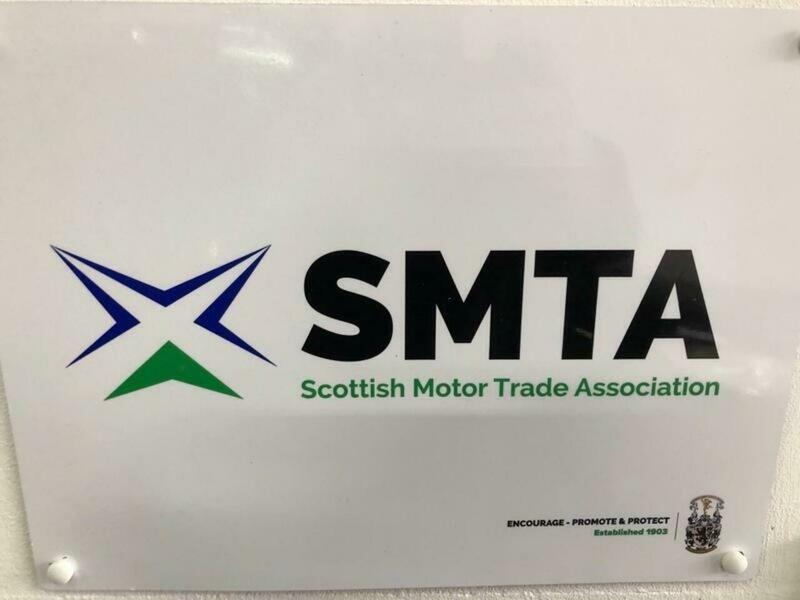 SMTA
Scottish Motor Trade Association
ENCOURAGE - PROMOTE & PROTECT
Established 1903